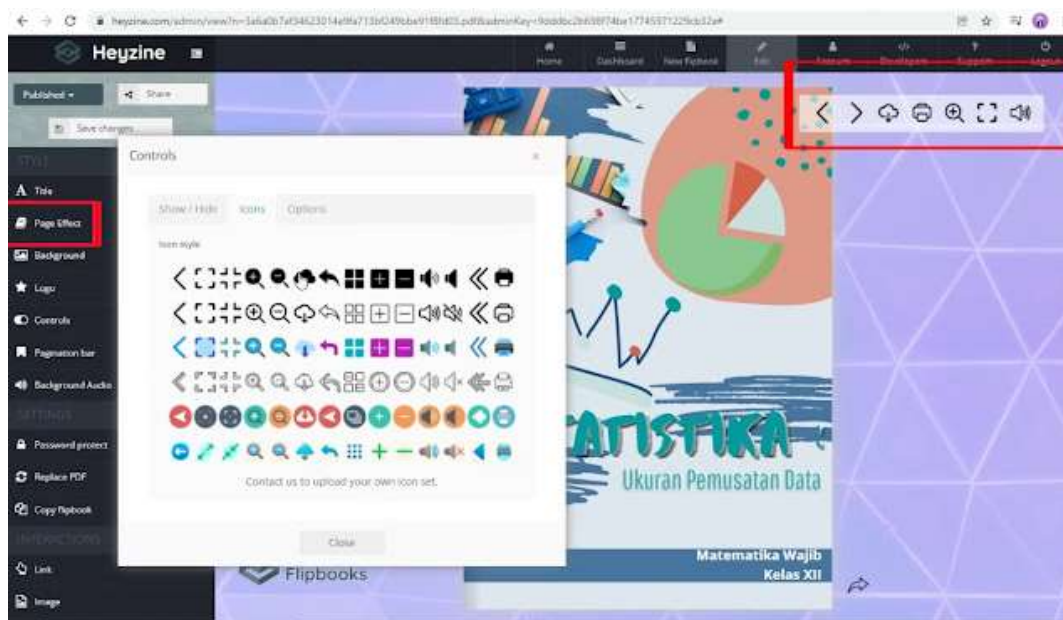 Heyzine
Home
Dashboard
New Flipbook
Edit
Account
Developers
Support
Logout
Published
Share
Save changes
STYLE
Title
Page Effect
Background
Logo
Controls
Pagination bar
Background Audio
SETTINGS
Password protect
Replace PDF
Copy flipbook
INTERACTIONS
Link
Image
Controls
Show / Hide
Icons
Options
Icon style
Contact us to upload your own icon set.
Close
Flipbooks
Ukuran Pemusatan Data
Matematika Wajib
Kelas XII